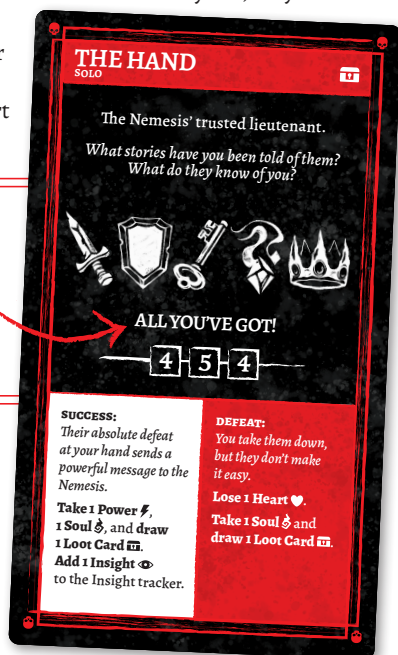 THE HAND
SOLO
The Nemesis' trusted lieutenant.
What stories have you been told of them?
What do they know of you?
ALL YOU'VE GOT!
4 5 4
SUCCESS:
Their absolute defeat
at your hand sends a
powerful message to the
Nemesis.
Take 1 Power,
1 Soul, and draw
1 Loot Card.
Add 1 Insight
to the Insight tracker.
DEFEAT:
You take them down,
but they don't make
it easy.
Lose 1 Heart.
Take 1 Soul and
draw 1 Loot Card.